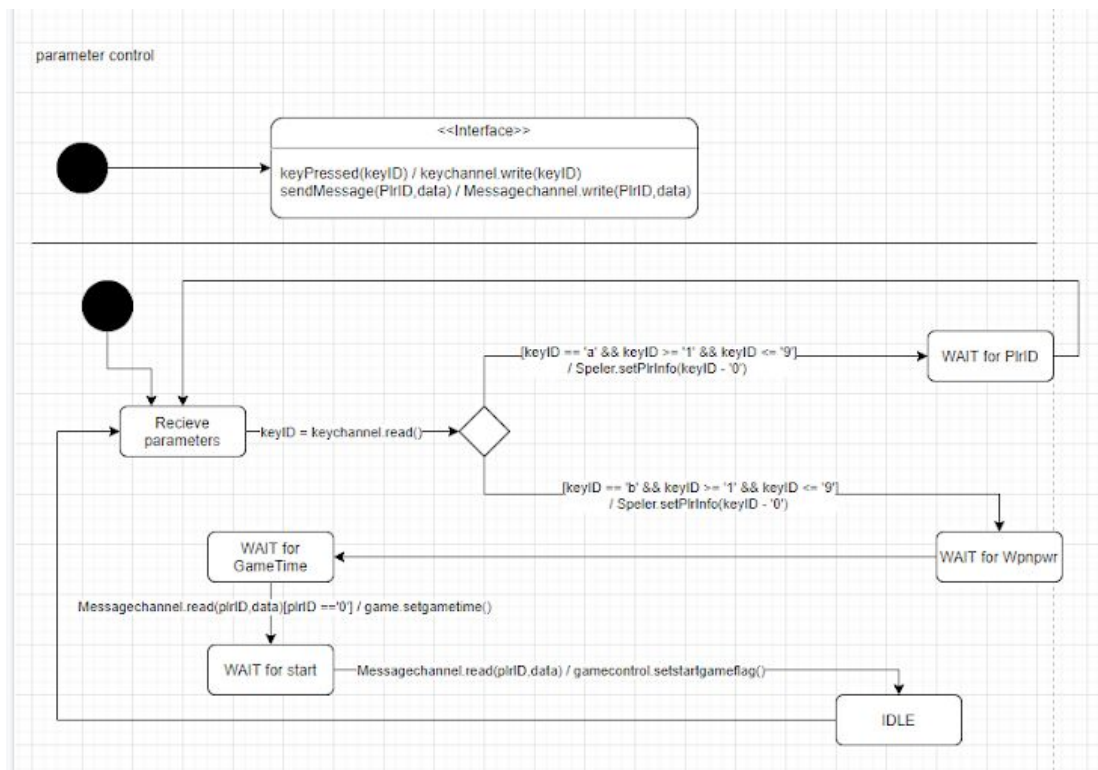 parameter control
<<Interface>>
keyPressed(keyID) / keychannel.write(keyID)
sendMessage(PlrID,data) / Messagechannel.write(PlrID,data)
[keyID == 'a' && keyID >= '1' && keyID <= '9']
/ Speler.setPlrInfo(keyID - '0')
WAIT for PlrID
Recieve
parameters
keyID = keychannel.read()
[keyID == 'b' && keyID >= '1' && keyID <= '9']
/ Speler.setPlrInfo(keyID - '0')
WAIT for
GameTime
WAIT for Wpnpwr
Messagechannel.read(plrID,data)[plrID =='0'] / game.setgametime()
WAIT for start
Messagechannel.read(plrID,data) / gamecontrol.setstartgameflag()
IDLE